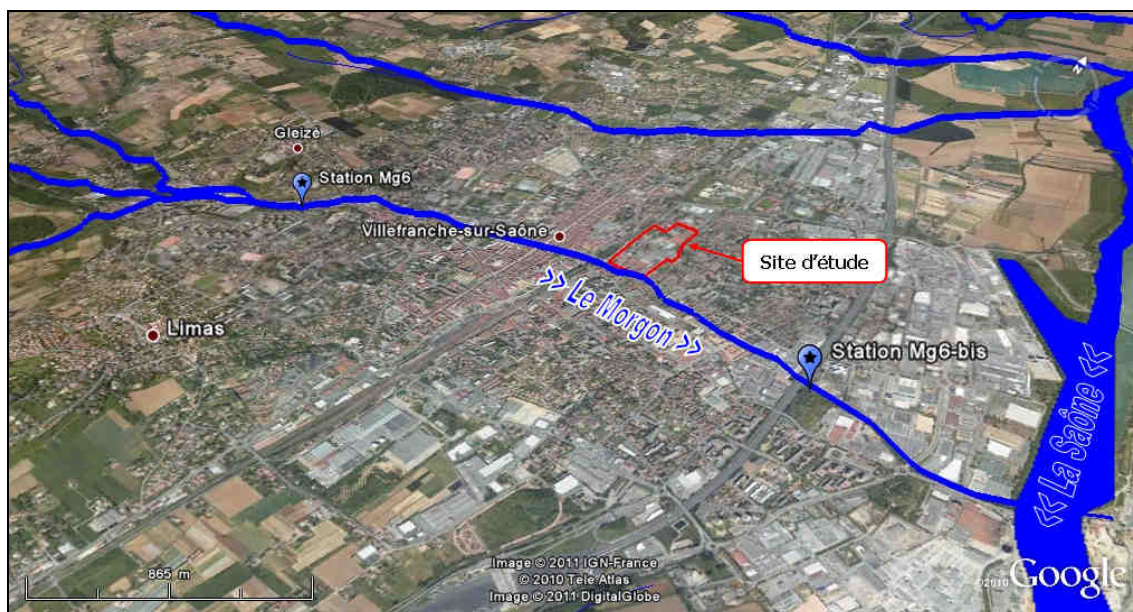 Gleizé
Station Mg6
Villefranche-sur-Saône
Site d'étude
Limas
>> Le Morgon >>
Station Mg6-bis
<< La Saône <<
N
865 m
Image © 2011 IGN-France
© 2010 Tele Atlas
Image © 2011 DigitalGlobe
©2010 Google